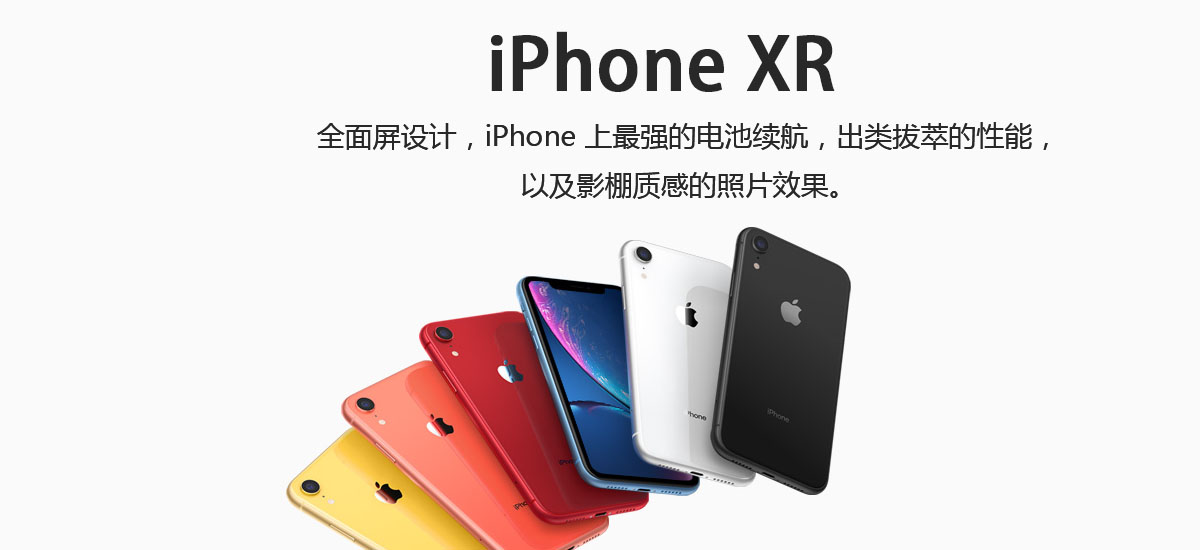 iPhone XR
全面屏设计，iPhone 上最强的电池续航，出类拔萃的性能，
以及影棚质感的照片效果。
iPhone
iPhone
iPho